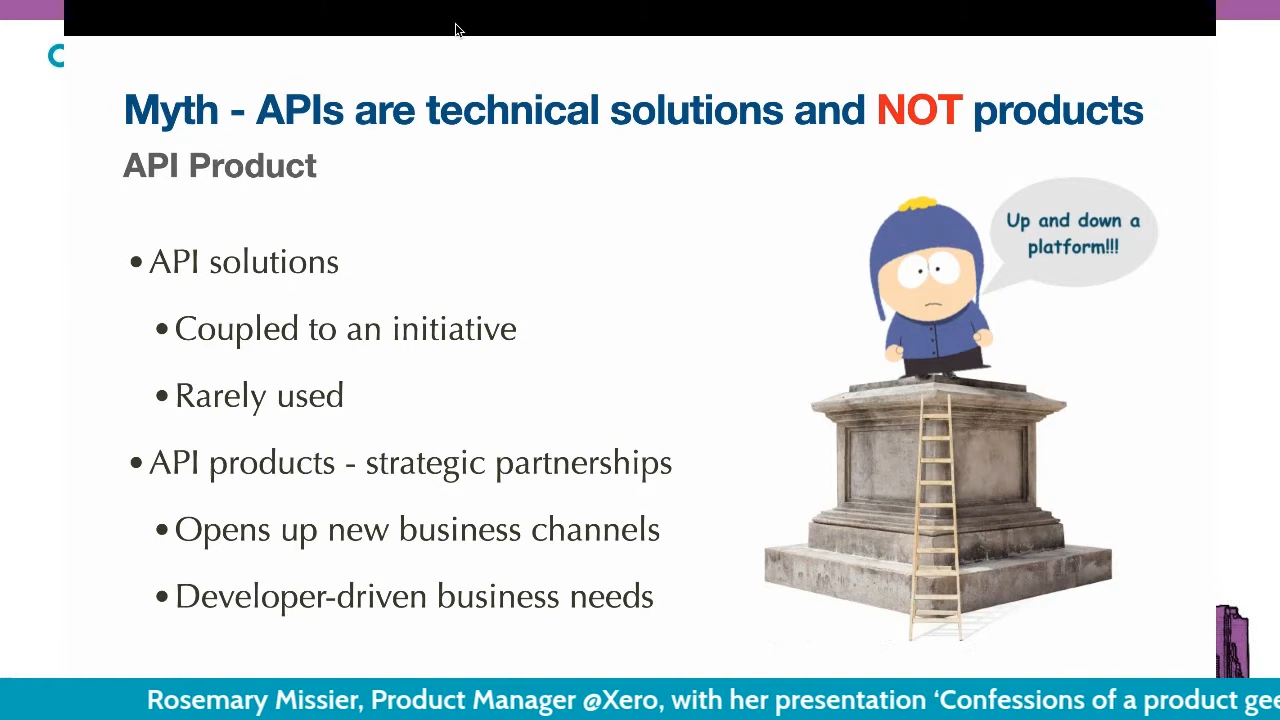 Myth - APIs are technical solutions and NOT products
API Product
Up and down a
platform!!!
• API solutions
• Coupled to an initiative
• Rarely used
• API products - strategic partnerships
• Opens up new business channels
• Developer-driven business needs
Rosemary Missier, Product Manager @Xero, with her presentation ‘Confessions of a product gee